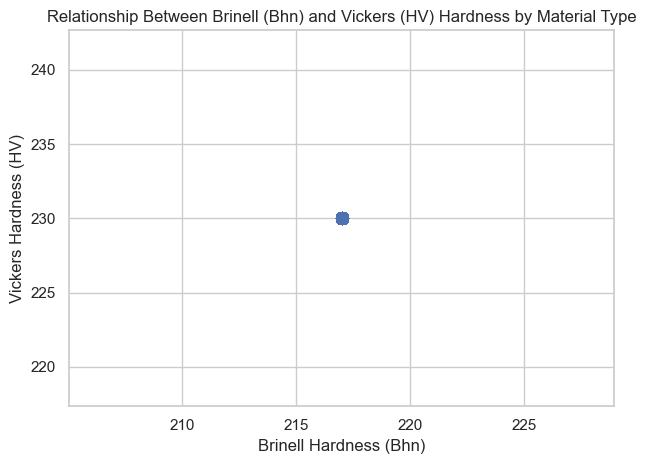 Relationship Between Brinell (Bhn) and Vickers (HV) Hardness by Material Type
240
235
230
225
220
Vickers Hardness (HV)
210 215 220 225
Brinell Hardness (Bhn)